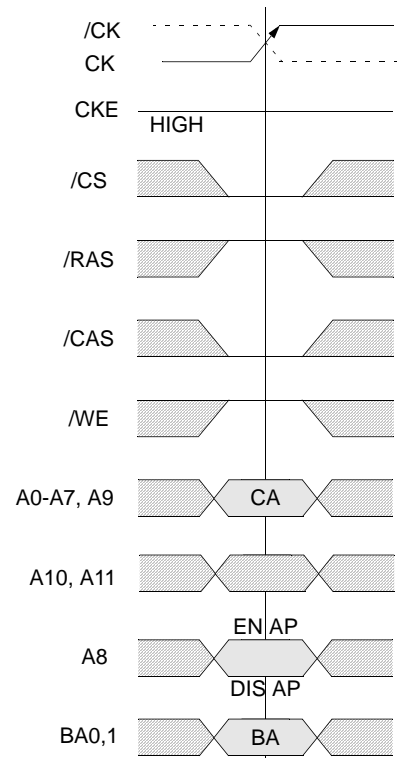 /CK
CK
CKE
HIGH
/CS
/RAS
/CAS
/WE
A0-A7, A9
CA
A10, A11
EN AP
A8
DIS AP
BA0,1
BA